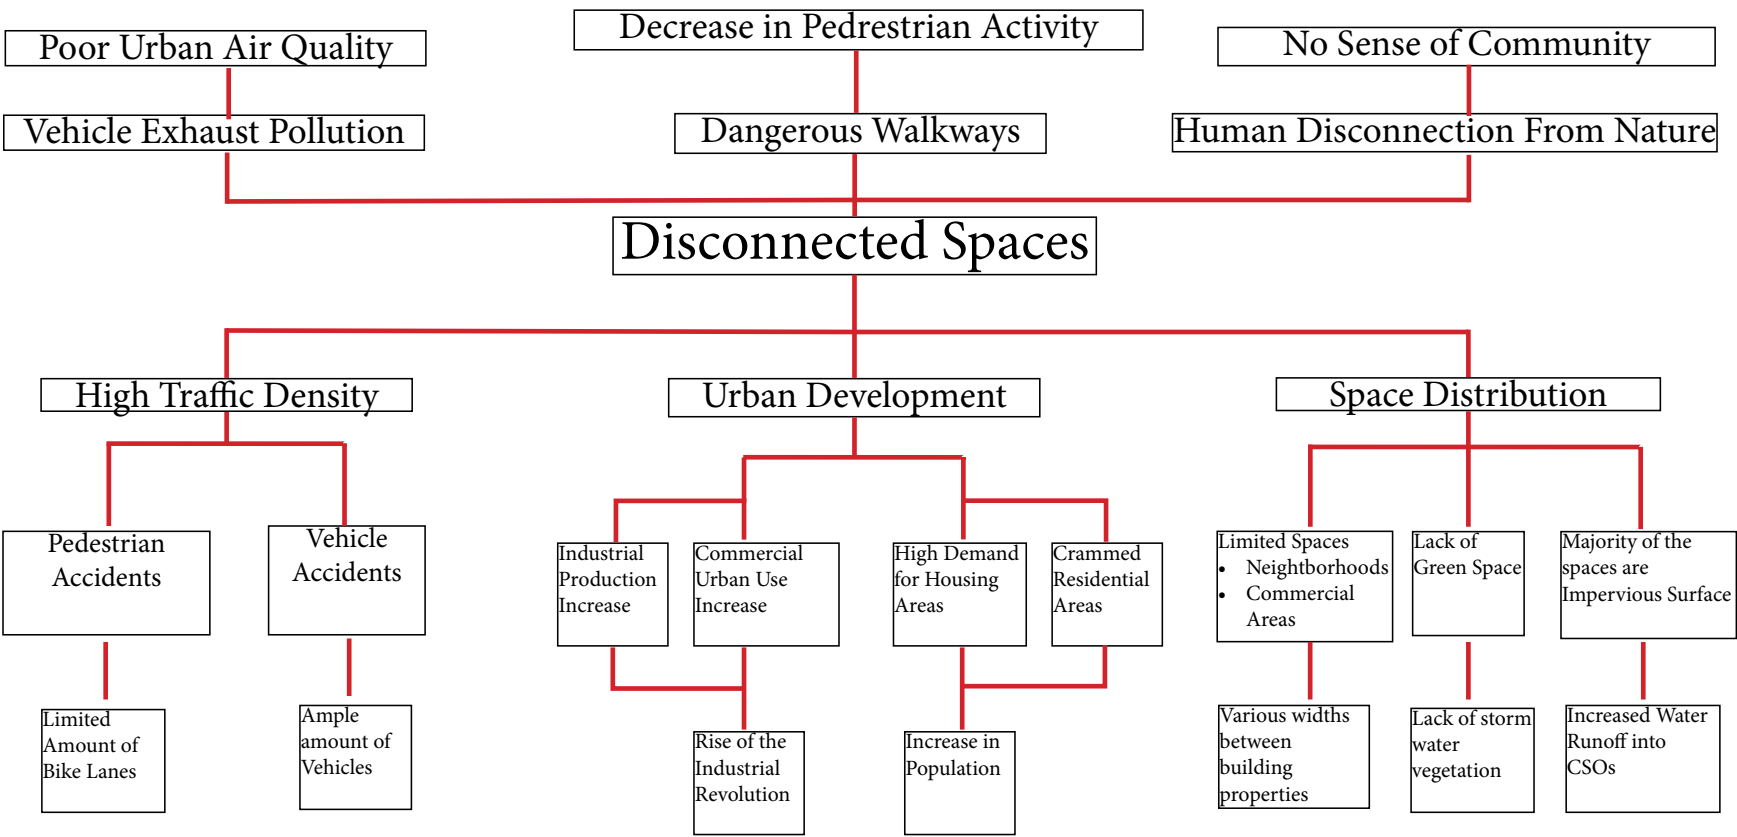 Poor Urban Air Quality
Decrease in Pedrestrian Activity
No Sense of Community
Vehicle Exhaust Pollution
Dangerous Walkways
Human Disconnection From Nature
Disconnected Spaces
High Traffic Density
Urban Development
Space Distribution
Pedestrian
Accidents
Vehicle
Accidents
Industrial
Production
Increase
Commercial
Urban Use
Increase
High Demand
for Housing
Areas
Crammed
Residential
Areas
Limited Spaces
• Neightborhoods
• Commercial
Areas
Lack of
Green Space
Majority of the
spaces are
Impervious Surface
Limited
Amount of
Bike Lanes
Ample
amount of
Vehicles
Rise of the
Industrial
Revolution
Increase in
Population
Various widths
between
building
properties
Lack of storm
water
vegetation
Increased Water
Runoff into
CSOs